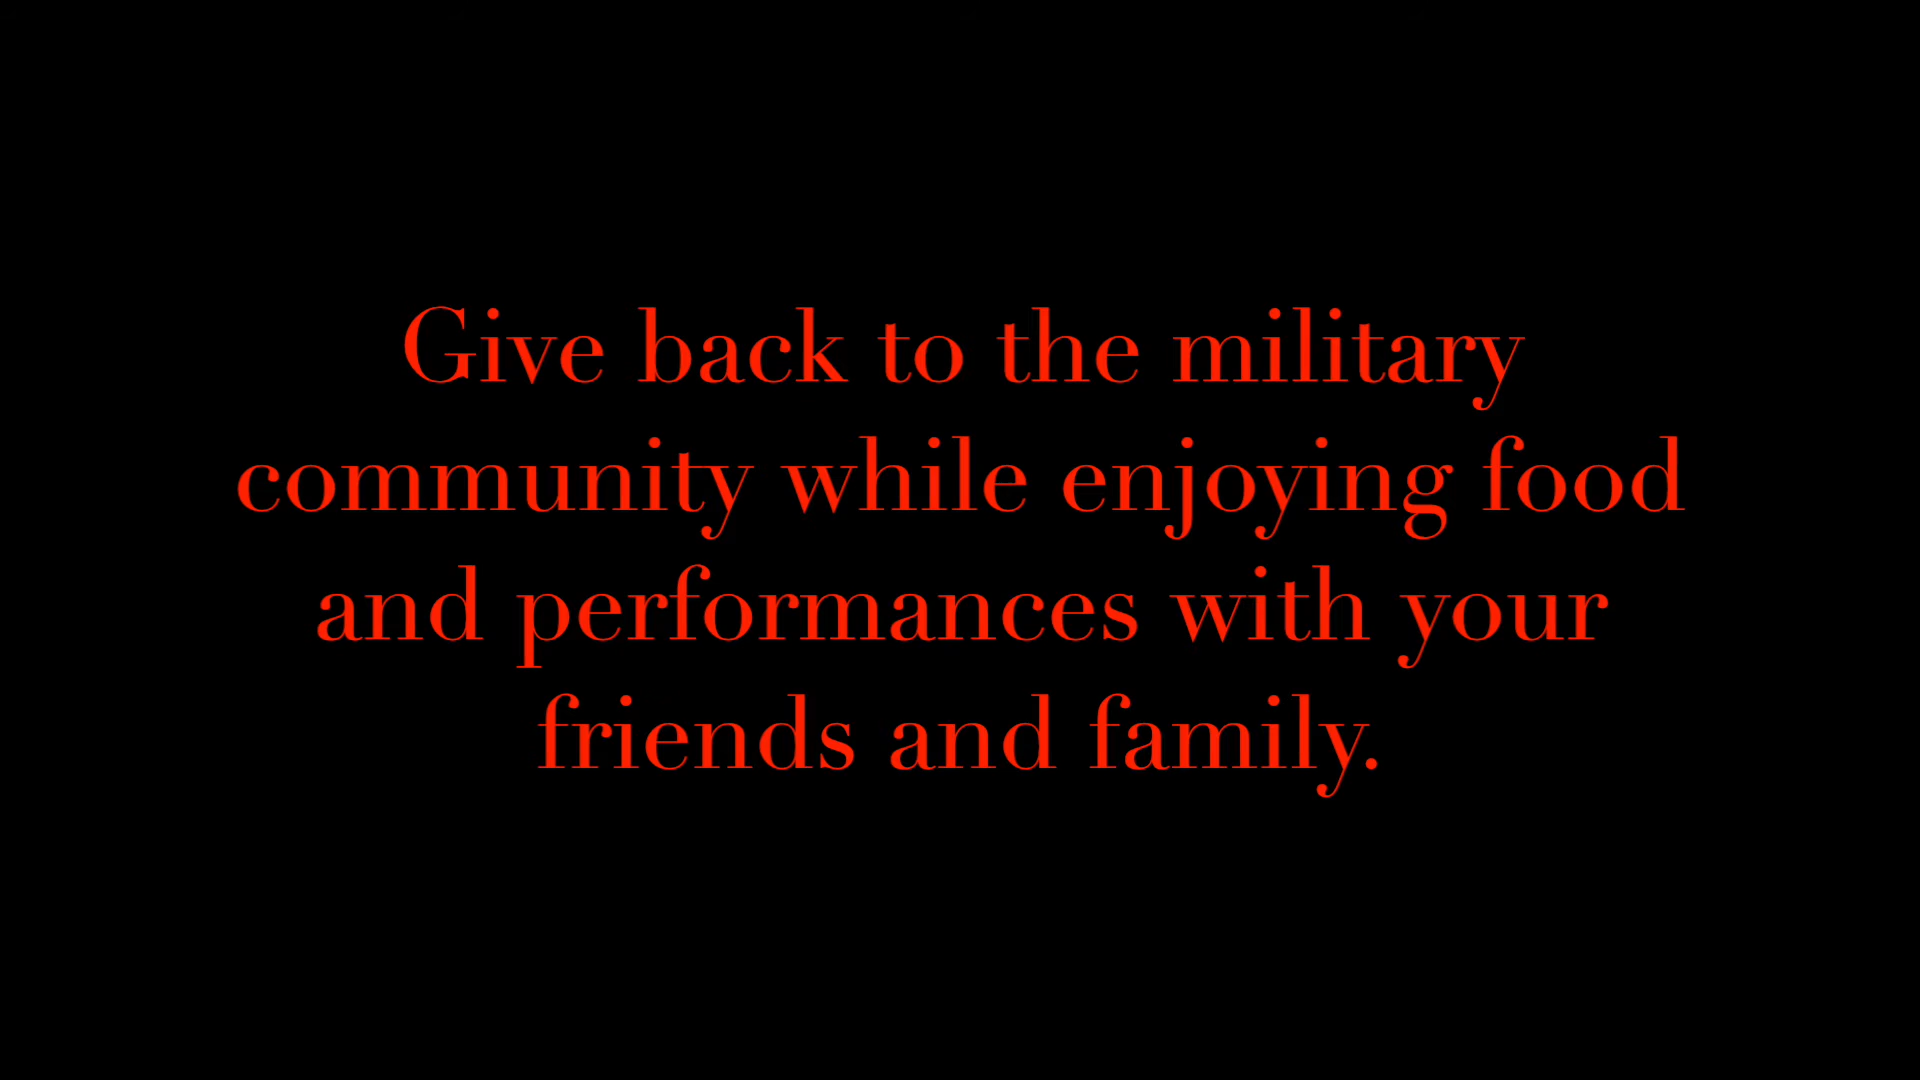 Give back to the military
community while enjoying food
and performances with your
friends and family.